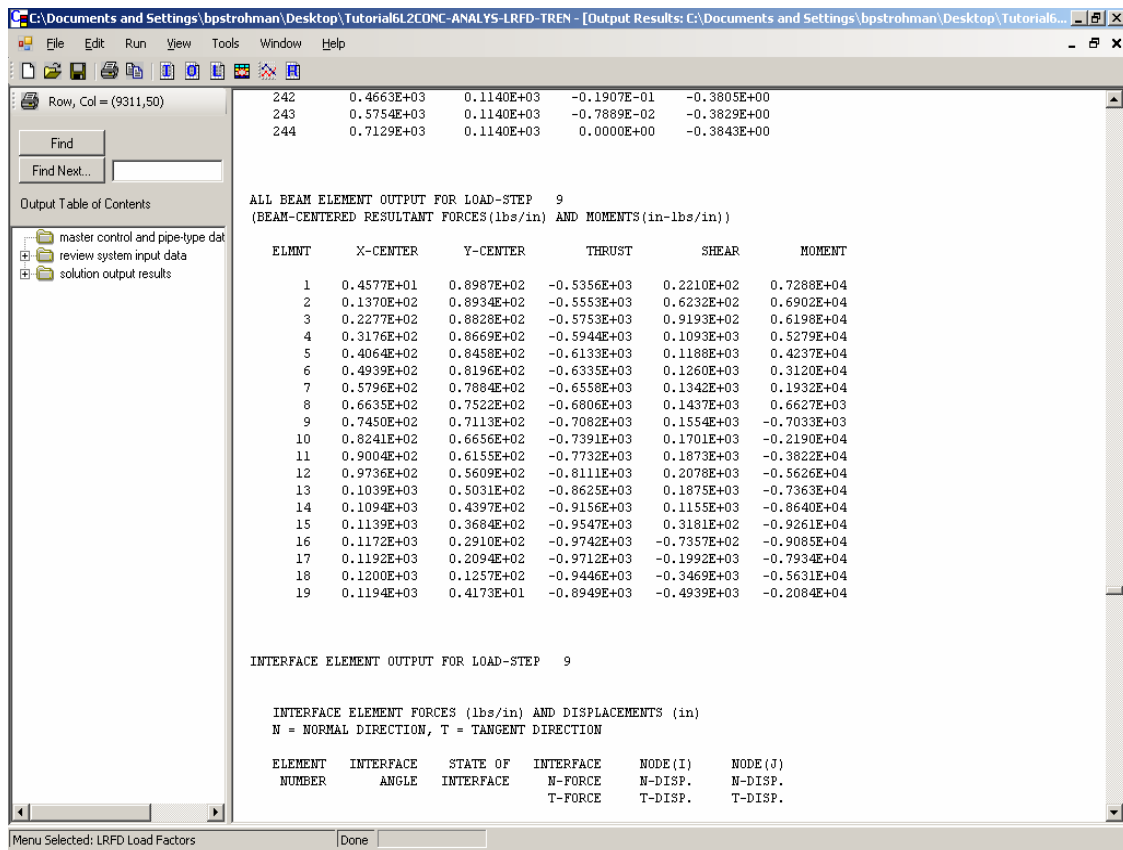 C:\Documents and Settings\bpstrohman\Desktop\Tutorial6L2CONC-ANALYS-LRFD-TREN - [Output Results: C:\Documents and Settings\bpstrohman\Desktop\Tutorial6...
File Edit Run View Tools Window Help
Row, Col = (9311,50)
Find
Find Next...
Output Table of Contents
master control and pipe-type dat
review system input data
solution output results
242 0.4663E+03 0.1140E+03 -0.1907E-01 -0.3805E+00
243 0.5754E+03 0.1140E+03 -0.7889E-02 -0.3829E+00
244 0.7129E+03 0.1140E+03 0.0000E+00 -0.3843E+00
ALL BEAM ELEMENT OUTPUT FOR LOAD-STEP 9
(BEAM-CENTERED RESULTANT FORCES(lbs/in) AND MOMENTS(in-lbs/in))
ELMNT X-CENTER Y-CENTER THRUST SHEAR MOMENT
1 0.4577E+01 0.8987E+02 -0.5356E+03 0.2210E+02 0.7288E+04
2 0.1370E+02 0.8934E+02 -0.5553E+03 0.6232E+02 0.6902E+04
3 0.2277E+02 0.8828E+02 -0.5753E+03 0.9193E+02 0.6198E+04
4 0.3176E+02 0.8669E+02 -0.5944E+03 0.1093E+03 0.5279E+04
5 0.4064E+02 0.8458E+02 -0.6133E+03 0.1188E+03 0.4237E+04
6 0.4939E+02 0.8196E+02 -0.6335E+03 0.1260E+03 0.3120E+04
7 0.5796E+02 0.7884E+02 -0.6558E+03 0.1342E+03 0.1932E+04
8 0.6635E+02 0.7522E+02 -0.6806E+03 0.1437E+03 0.6627E+03
9 0.7450E+02 0.7113E+02 -0.7082E+03 0.1554E+03 -0.7033E+03
10 0.8241E+02 0.6656E+02 -0.7391E+03 0.1701E+03 -0.2190E+04
11 0.9004E+02 0.6155E+02 -0.7732E+03 0.1873E+03 -0.3822E+04
12 0.9736E+02 0.5609E+02 -0.8111E+03 0.2078E+03 -0.5626E+04
13 0.1039E+03 0.5031E+02 -0.8625E+03 0.1875E+03 -0.7363E+04
14 0.1094E+03 0.4397E+02 -0.9156E+03 0.1155E+03 -0.8640E+04
15 0.1139E+03 0.3684E+02 -0.9547E+03 0.3181E+02 -0.9261E+04
16 0.1172E+03 0.2910E+02 -0.9742E+03 -0.7357E+02 -0.9085E+04
17 0.1192E+03 0.2094E+02 -0.9712E+03 -0.1992E+03 -0.7934E+04
18 0.1200E+03 0.1257E+02 -0.9446E+03 -0.3469E+03 -0.5631E+04
19 0.1194E+03 0.4173E+01 -0.8949E+03 -0.4939E+03 -0.2084E+04
INTERFACE ELEMENT OUTPUT FOR LOAD-STEP 9
INTERFACE ELEMENT FORCES (lbs/in) AND DISPLACEMENTS (in)
N = NORMAL DIRECTION, T = TANGENT DIRECTION
ELEMENT INTERFACE STATE OF INTERFACE NODE(I) NODE(J)
NUMBER ANGLE INTERFACE N-FORCE N-DISP. N-DISP.
T-FORCE T-DISP. T-DISP.
Menu Selected: LRFD Load Factors Done